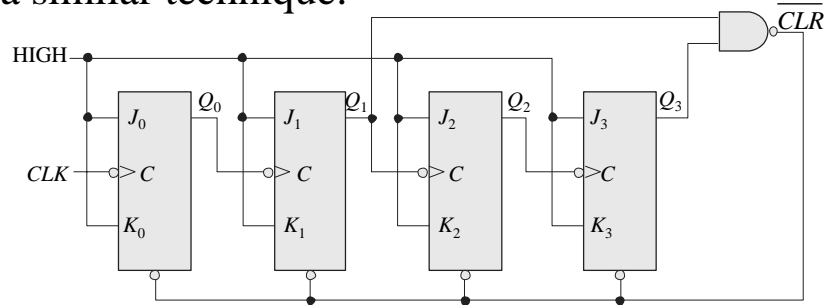 a similar technique.
CLR
HIGH
Q0 Q1 Q2 Q3
J0 J1 J2 J3
CLK C C C C
K0 K1 K2 K3